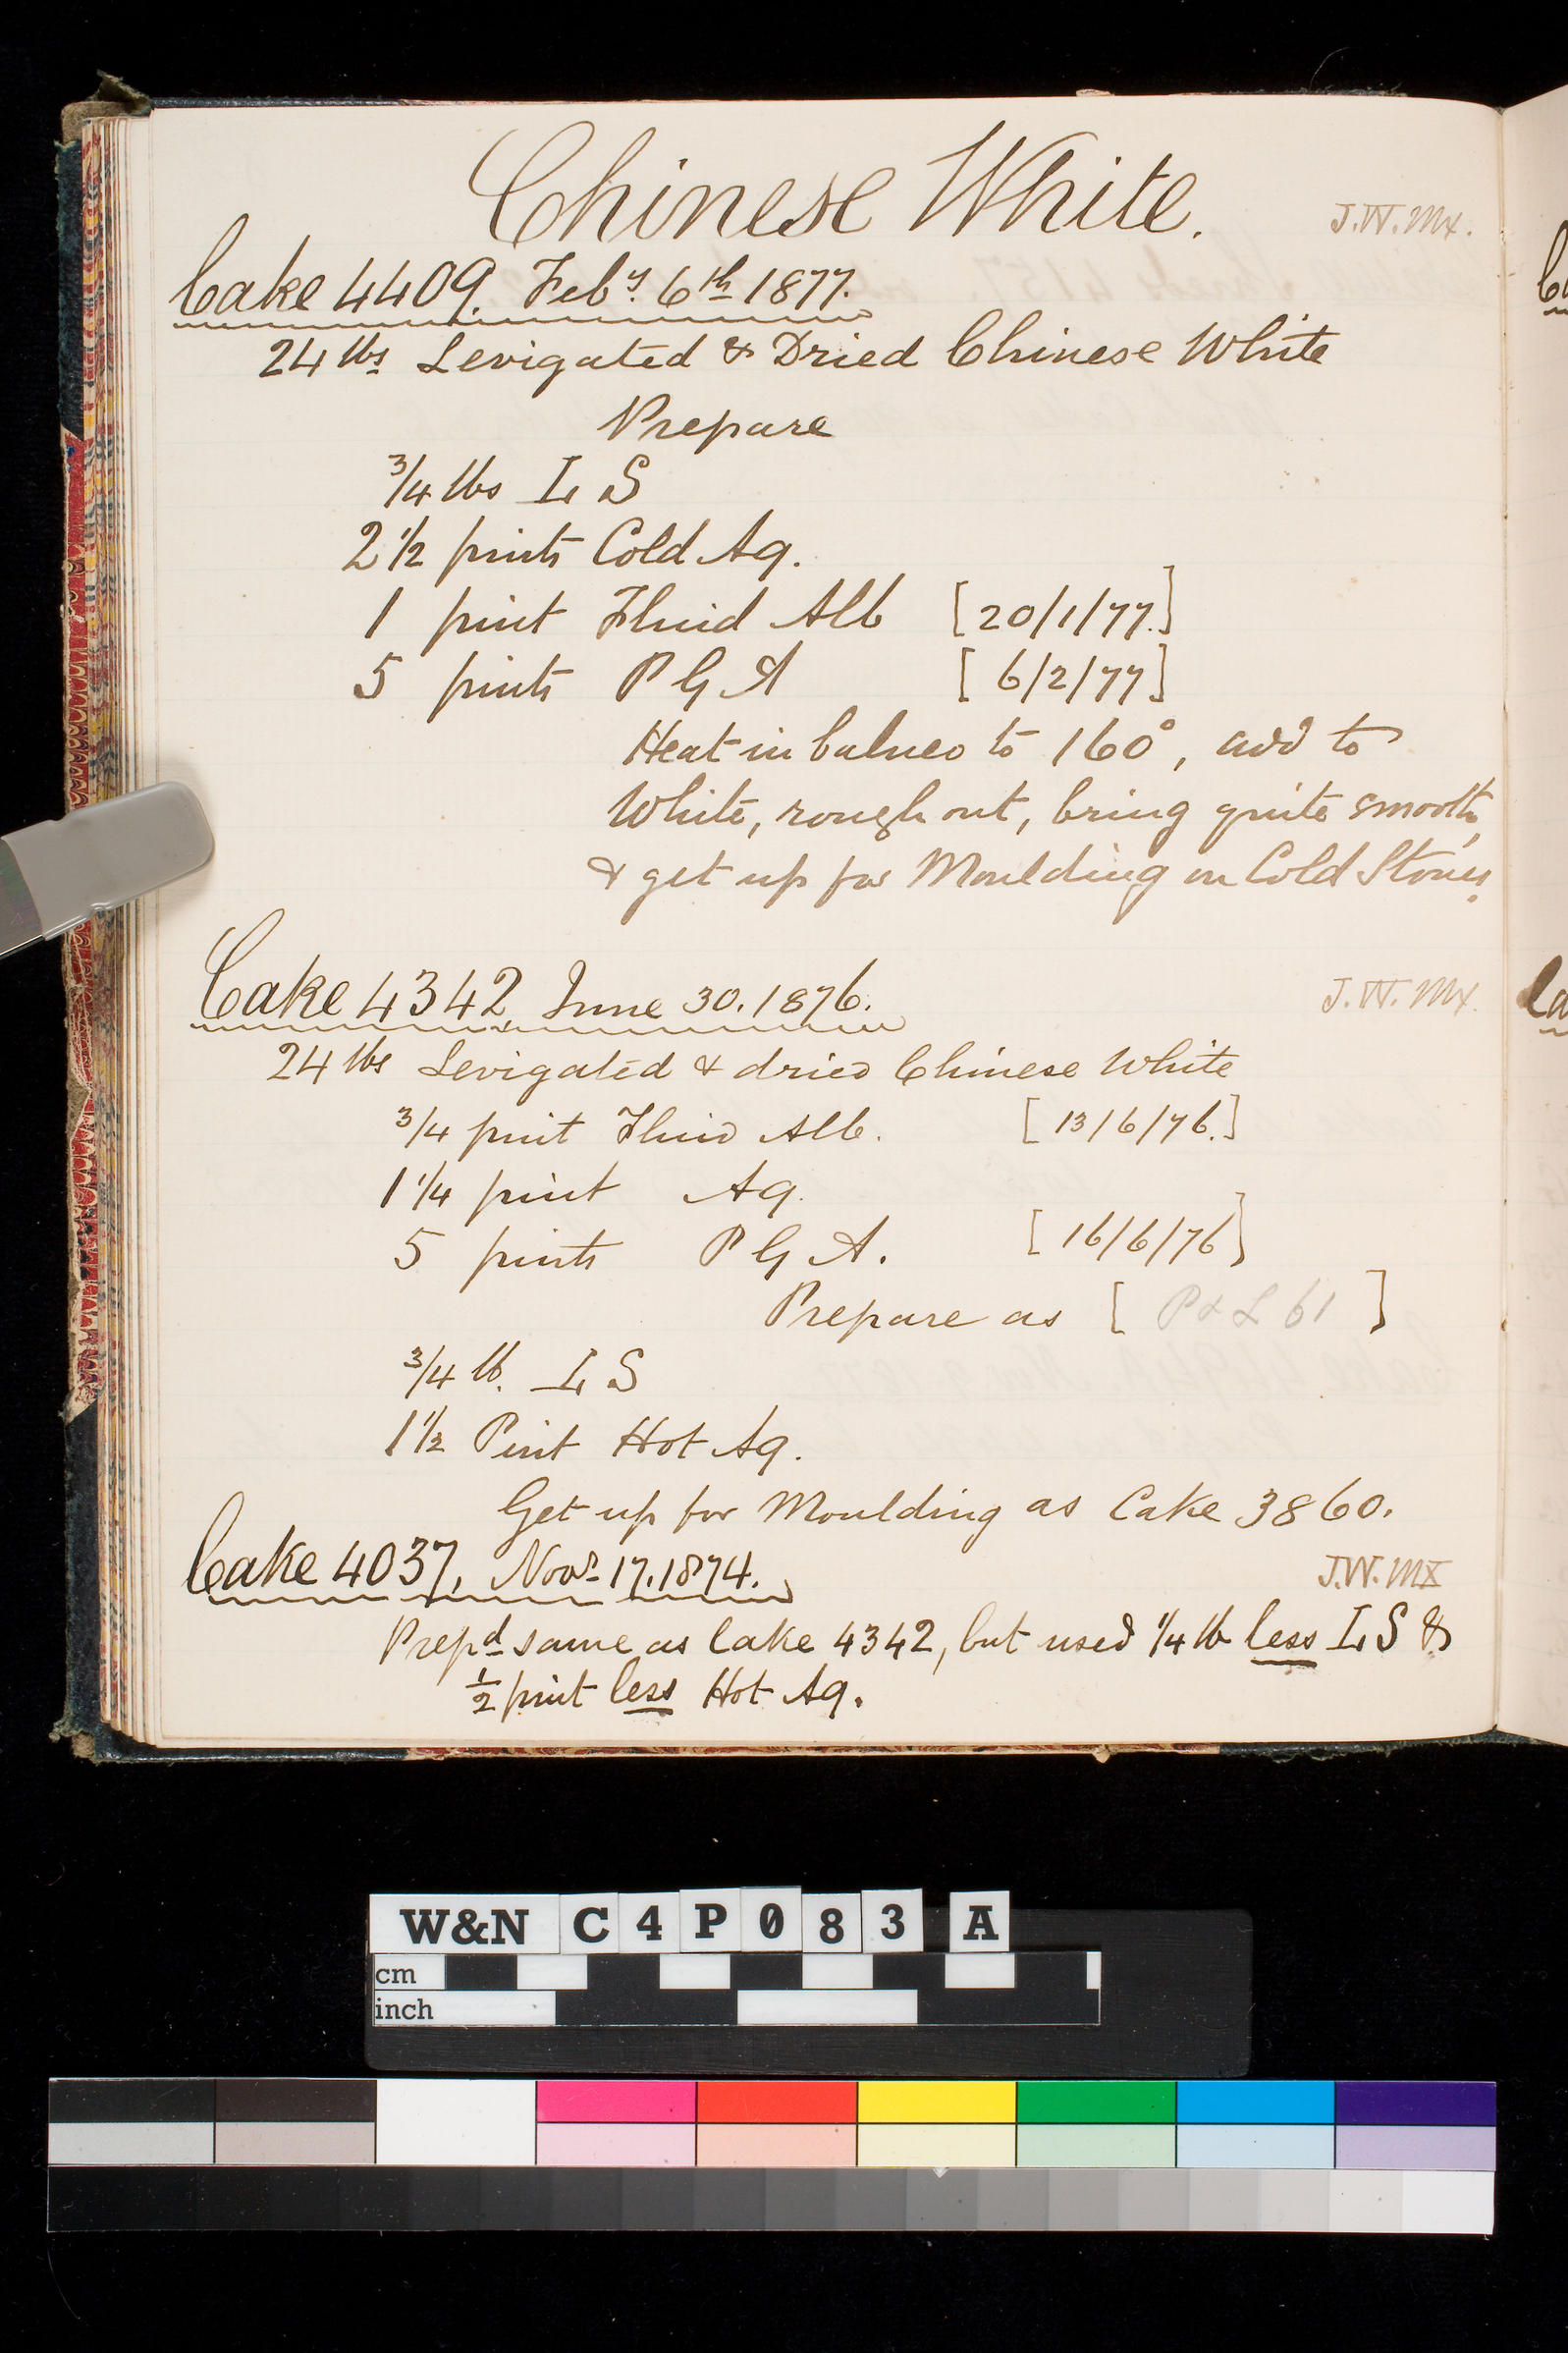 Chinese White.
J.W.Mx.
Cake 4409. Feby. 6th 1877.
24 lbs Levigated & Dried Chinese White
Prepare
3/4 lbs L S
2 1/2 pints Cold Aq.
1 pint Fluid Alb [20/1/77.]
5 pints P G A [6/2/77]
Heat in balneo to 160°, add to
White, rough out, bring quite smooth,
& get up for Moulding on Cold Stones.
Cake 4342 June 30. 1876. J.W.Mx.
24 lbs Levigated & dried Chinese White
3/4 pint Fluid Alb. [13/6/76.]
1 1/4 pint Aq.
5 pints P G A. [16/6/76]
Prepare as [P & L 61]
3/4 lb. L S
1 1/2 Pint Hot Aq.
Get up for Moulding as Cake 3860.
Cake 4037, Novr 17. 1874. J.W.MX
Prepd same as Cake 4342, but used 1/4 lb less L S &
1/2 pint less Hot Aq.
W&N C4P083 A
cm
inch